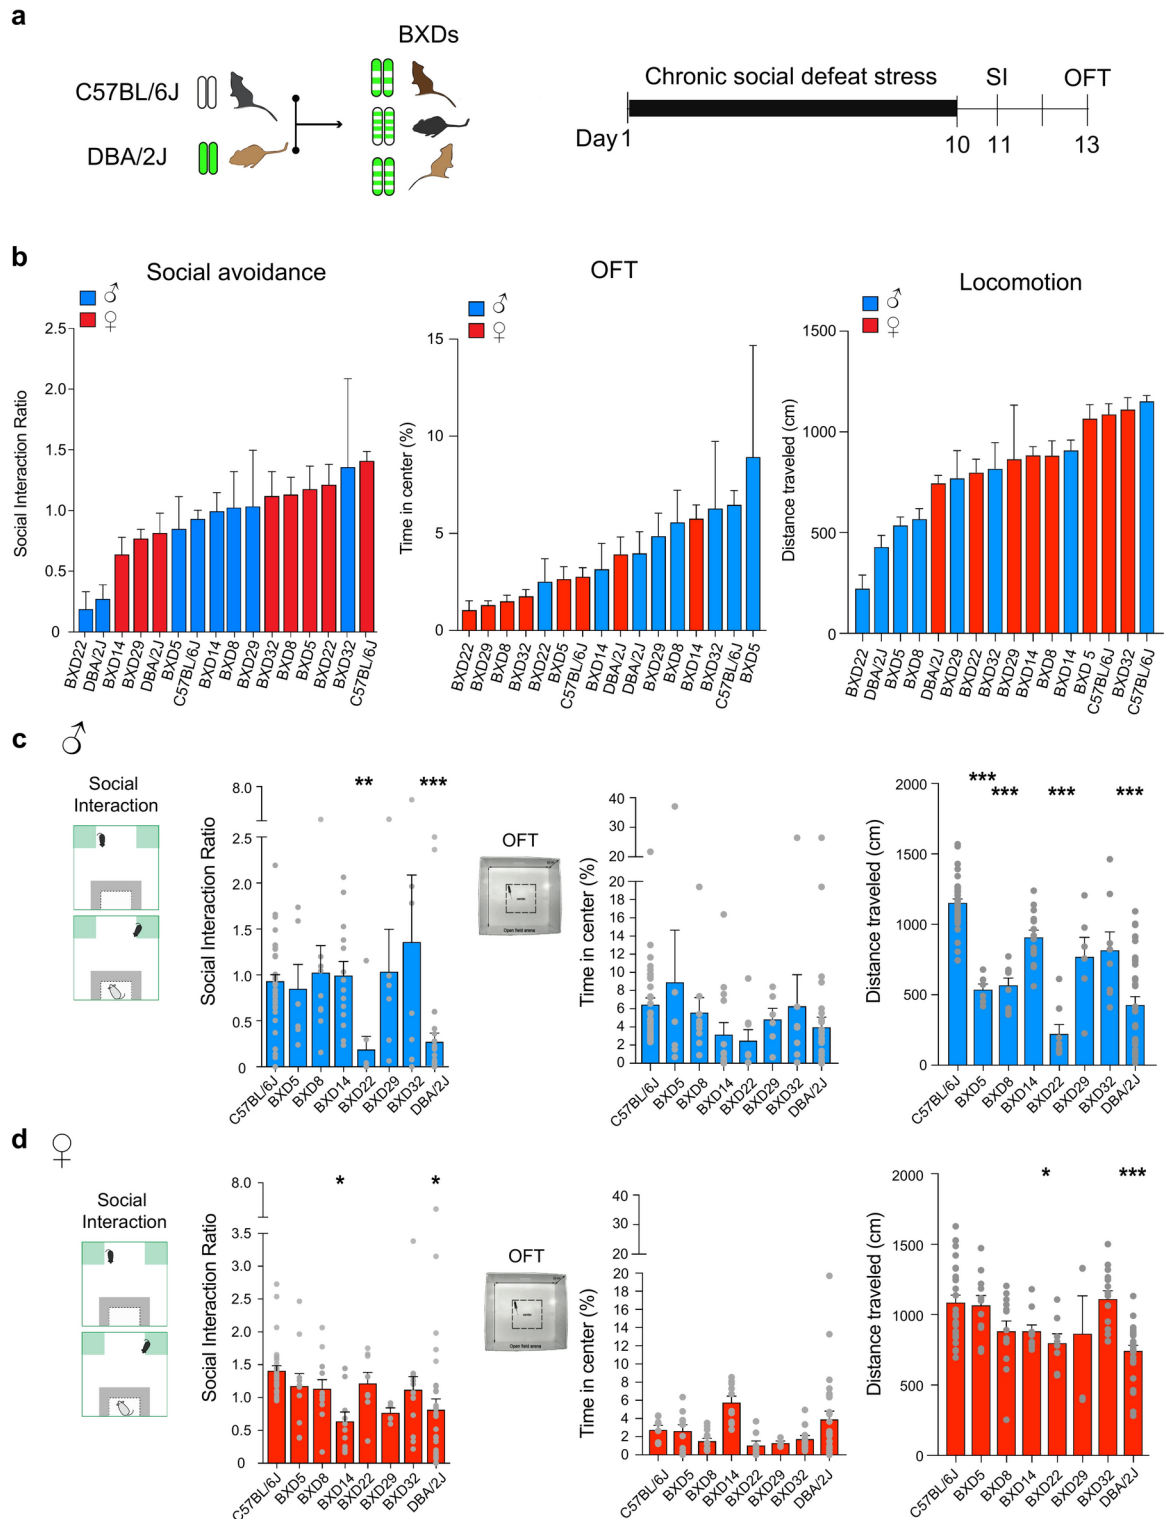 a
BXDs
C57BL/6J
DBA/2J
Chronic social defeat stress
SI
OFT
Day 1
10
11
13
b
Social avoidance
OFT
Locomotion
♂
♀
♂
♀
♂
♀
Social Interaction Ratio
2.5
2.0
1.5
1.0
0.5
0
BXD22
DBA/2J
BXD14
BXD29
DBA/2J
BXD5
C57BL/6J
BXD14
BXD8
BXD29
BXD32
BXD8
BXD5
BXD22
BXD32
C57BL/6J
Time in center (%)
15
10
5
0
BXD22
BXD29
BXD8
BXD32
BXD22
BXD5
C57BL/6J
BXD14
DBA/2J
DBA/2J
BXD29
BXD8
BXD14
BXD32
C57BL/6J
BXD5
Distance traveled (cm)
1500
1000
500
0
BXD22
DBA/2J
BXD5
BXD8
DBA/2J
BXD29
BXD22
BXD32
BXD29
BXD14
BXD8
BXD14
BXD 5
C57BL/6J
BXD32
C57BL/6J
c
♂
Social
Interaction
Social Interaction Ratio
8.0
2.5
2.0
1.5
1.0
0.5
0
**
***
C57BL/6J
BXD5
BXD8
BXD14
BXD22
BXD29
BXD32
DBA/2J
OFT
Open field arena
Time in center (%)
40
30
20
20
18
16
14
12
10
8
6
4
2
0
C57BL/6J
BXD5
BXD8
BXD14
BXD22
BXD29
BXD32
DBA/2J
Distance traveled (cm)
2000
1500
1000
500
0
***
***
***
***
C57BL/6J
BXD5
BXD8
BXD14
BXD22
BXD29
BXD32
DBA/2J
d
♀
Social
Interaction
Social Interaction Ratio
8.0
3.5
3.0
2.5
2.0
1.5
1.0
0.5
0
*
*
C57BL/6J
BXD5
BXD8
BXD14
BXD22
BXD29
BXD32
DBA/2J
OFT
Open field arena
Time in center (%)
40
30
20
20
18
16
14
12
10
8
6
4
2
0
C57BL/6J
BXD5
BXD8
BXD14
BXD22
BXD29
BXD32
DBA/2J
Distance traveled (cm)
2000
1500
1000
500
0
*
***
C57BL/6J
BXD5
BXD8
BXD14
BXD22
BXD29
BXD32
DBA/2J